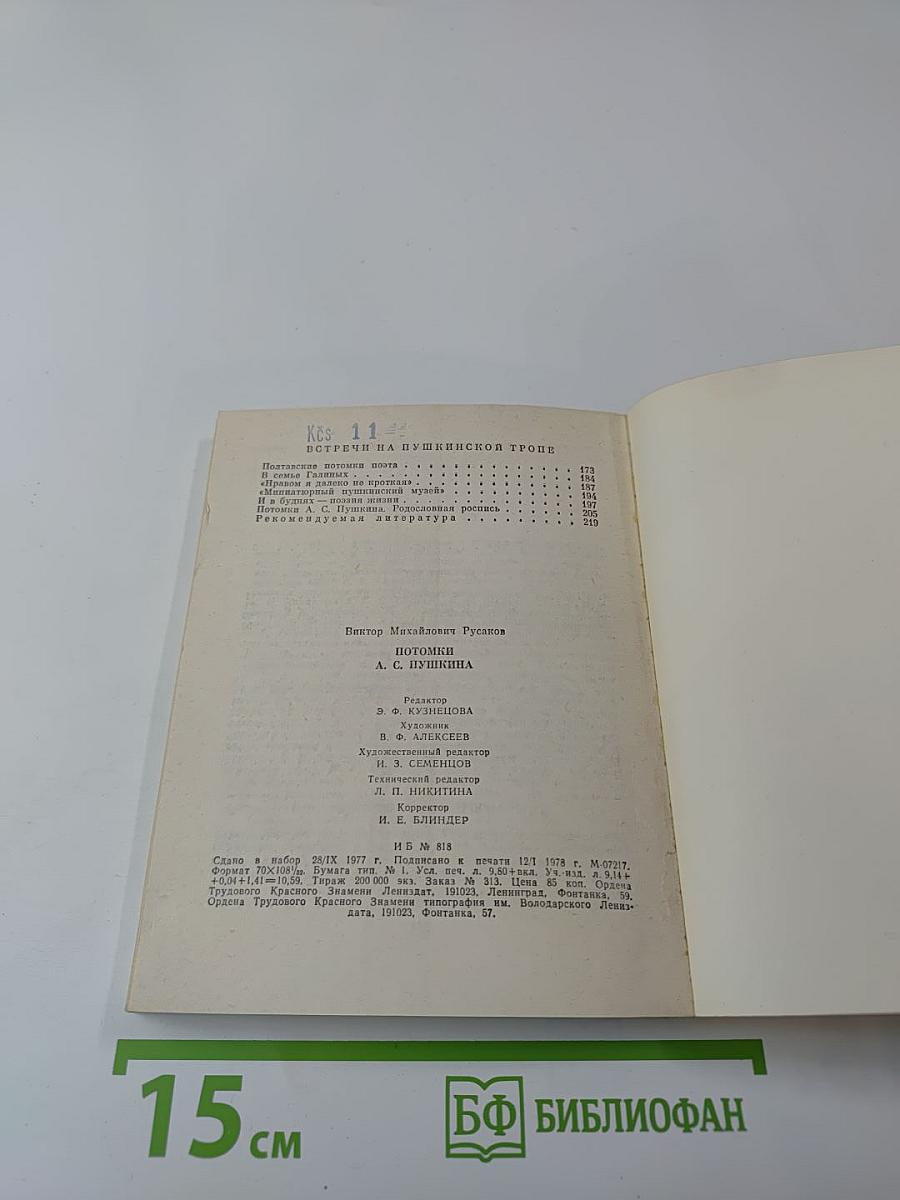 Kčs 11
ВСТРЕЧИ НА ПУШКИНСКОЙ ТРОПЕ
Полтавские потомки поэта . . . . . . . . . . . . . . 173
В семье Галиных . . . . . . . . . . . . . . . . 184
«Нравом я далеко не кроткая» . . . . . . . . . . . . 187
«Миниатюрный пушкинский музей» . . . . . . . . . . 194
И в буднях — поэзия жизни . . . . . . . . . . . . . 197
Потомки А. С. Пушкина. Родословная роспись . . . . . . 205
Рекомендуемая литература . . . . . . . . . 219
Виктор Михайлович Русаков
ПОТОМКИ
А. С. ПУШКИНА
Редактор
Э. Ф. КУЗНЕЦОВА
Художник
В. Ф. АЛЕКСЕЕВ
Художественный редактор
И. З. СЕМЕНЦОВ
Технический редактор
Л. П. НИКИТИНА
Корректор
И. Е. БЛИНДЕР
ИБ № 818
Сдано в набор 28/IX 1977 г. Подписано к печати 12/I 1978 г. М-07217.
Формат 70×108¹/₃₂. Бумага тип. № 1. Усл. печ. л. 9,80+вкл. Уч.-изд. л. 9,14+
+0,04+1,41=10,59. Тираж 200 000 экз. Заказ № 313. Цена 85 коп. Ордена
Трудового Красного Знамени Лениздат, 191023, Ленинград, Фонтанка, 59.
Ордена Трудового Красного Знамени типография им. Володарского Лениз-
дата, 191023, Фонтанка, 57.
15 см
БФ БИБЛИОФАН